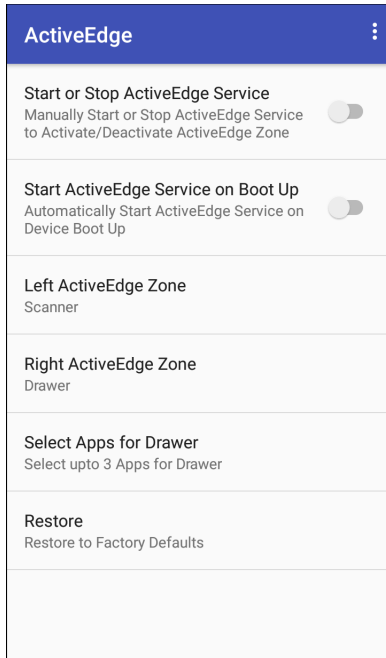 ActiveEdge
Start or Stop ActiveEdge Service
Manually Start or Stop ActiveEdge Service
to Activate/Deactivate ActiveEdge Zone
Start ActiveEdge Service on Boot Up
Automatically Start ActiveEdge Service on
Device Boot Up
Left ActiveEdge Zone
Scanner
Right ActiveEdge Zone
Drawer
Select Apps for Drawer
Select upto 3 Apps for Drawer
Restore
Restore to Factory Defaults